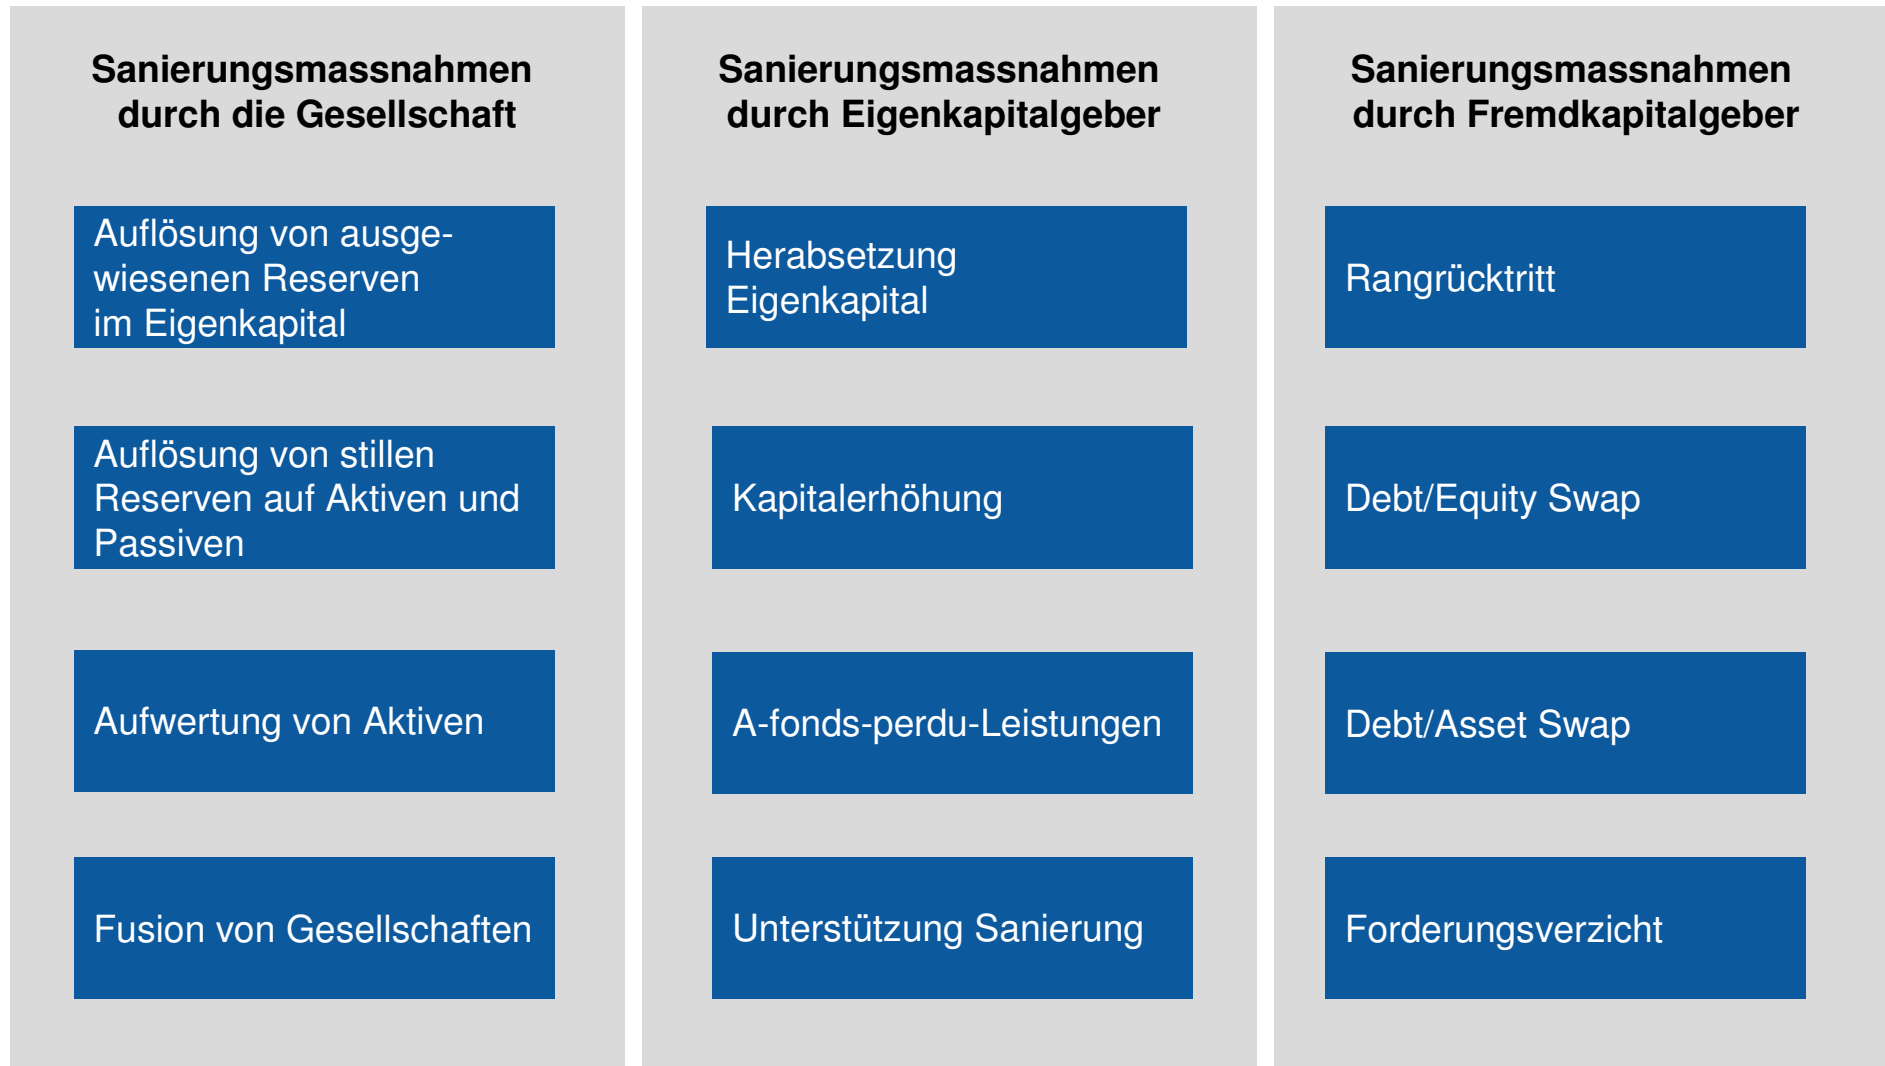 Sanierungsmassnahmen
durch die Gesellschaft
Auflösung von ausge-
wiesenen Reserven
im Eigenkapital
Auflösung von stillen
Reserven auf Aktiven und
Passiven
Aufwertung von Aktiven
Fusion von Gesellschaften
Sanierungsmassnahmen
durch Eigenkapitalgeber
Herabsetzung
Eigenkapital
Kapitalerhöhung
A-fonds-perdu-Leistungen
Unterstützung Sanierung
Sanierungsmassnahmen
durch Fremdkapitalgeber
Rangrücktritt
Debt/Equity Swap
Debt/Asset Swap
Forderungsverzicht